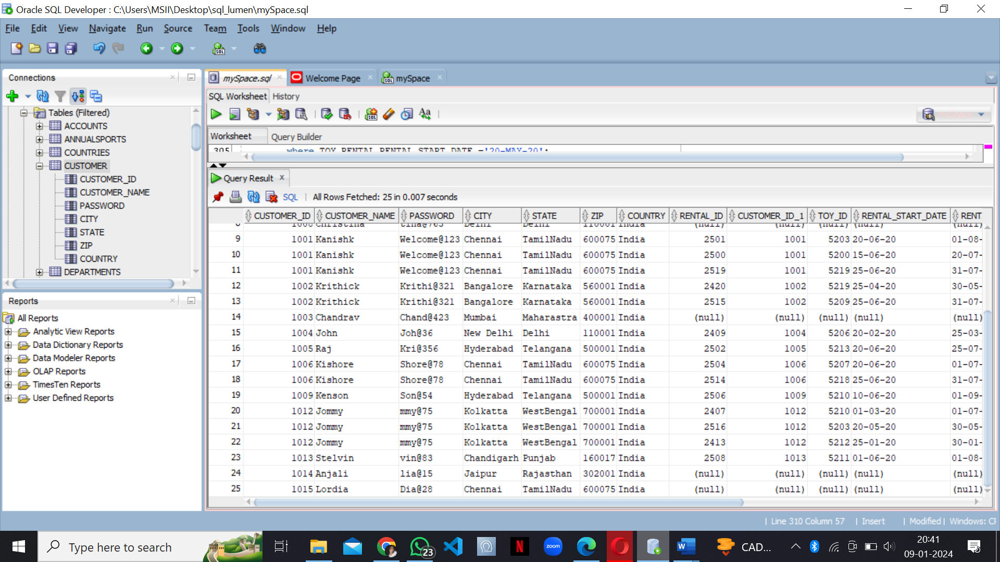 Oracle SQL Developer : C:\Users\MSII\Desktop\sql_lumen\mySpace.sql
File Edit View Navigate Run Source Team Tools Window Help
Connections
Tables (Filtered)
ACCOUNTS
ANNUALSPORTS
COUNTRIES
CUSTOMER
CUSTOMER_ID
CUSTOMER_NAME
PASSWORD
CITY
STATE
ZIP
COUNTRY
DEPARTMENTS
Reports
All Reports
Analytic View Reports
Data Dictionary Reports
Data Modeler Reports
OLAP Reports
TimesTen Reports
User Defined Reports
mySpace.sql Welcome Page mySpace
SQL Worksheet History
Worksheet Query Builder
305 where TOY_RENTAL.RENTAL_START_DATE ='20-MAY-20';
Query Result
SQL All Rows Fetched: 25 in 0.007 seconds
CUSTOMER_ID CUSTOMER_NAME PASSWORD CITY STATE ZIP COUNTRY RENTAL_ID CUSTOMER_ID_1 TOY_ID RENTAL_START_DATE RENT
8 1008 Christina tina@763 Delhi Delhi 110001 India (null) (null) (null) (null) (null)
9 1001 Kanishk Welcome@123 Chennai TamilNadu 600075 India 2501 1001 5203 20-06-20 01-08-
10 1001 Kanishk Welcome@123 Chennai TamilNadu 600075 India 2500 1001 5200 15-06-20 20-07-
11 1001 Kanishk Welcome@123 Chennai TamilNadu 600075 India 2519 1001 5219 25-06-20 31-07-
12 1002 Krithick Krithi@321 Bangalore Karnataka 560001 India 2420 1002 5219 25-04-20 30-05-
13 1002 Krithick Krithi@321 Bangalore Karnataka 560001 India 2515 1002 5209 25-06-20 31-07-
14 1003 Chandrav Chand@423 Mumbai Maharastra 400001 India (null) (null) (null) (null) (null)
15 1004 John Joh@36 New Delhi Delhi 110001 India 2409 1004 5206 20-02-20 25-03-
16 1005 Raj Kri@356 Hyderabad Telangana 500001 India 2502 1005 5213 20-06-20 25-07-
17 1006 Kishore Shore@78 Chennai TamilNadu 600075 India 2504 1006 5207 20-06-20 01-07-
18 1006 Kishore Shore@78 Chennai TamilNadu 600075 India 2514 1006 5218 25-06-20 31-07-
19 1009 Kenson Son@54 Hyderabad Telangana 500001 India 2506 1009 5210 10-06-20 01-09-
20 1012 Jommy mmy@75 Kolkatta WestBengal 700001 India 2407 1012 5210 01-03-20 01-07-
21 1012 Jommy mmy@75 Kolkatta WestBengal 700001 India 2516 1012 5203 20-05-20 30-05-
22 1012 Jommy mmy@75 Kolkatta WestBengal 700001 India 2413 1012 5212 25-01-20 30-01-
23 1013 Stelvin vin@83 Chandigarh Punjab 160017 India 2508 1013 5211 01-06-20 01-08-
24 1014 Anjali lia@15 Jaipur Rajasthan 302001 India (null) (null) (null) (null) (null)
25 1015 Lordia Dia@28 Chennai TamilNadu 600075 India (null) (null) (null) (null) (null)
Line 310 Column 57 Insert Modified Windows: CF
Type here to search 23 zoom CAD... 20:41
09-01-2024